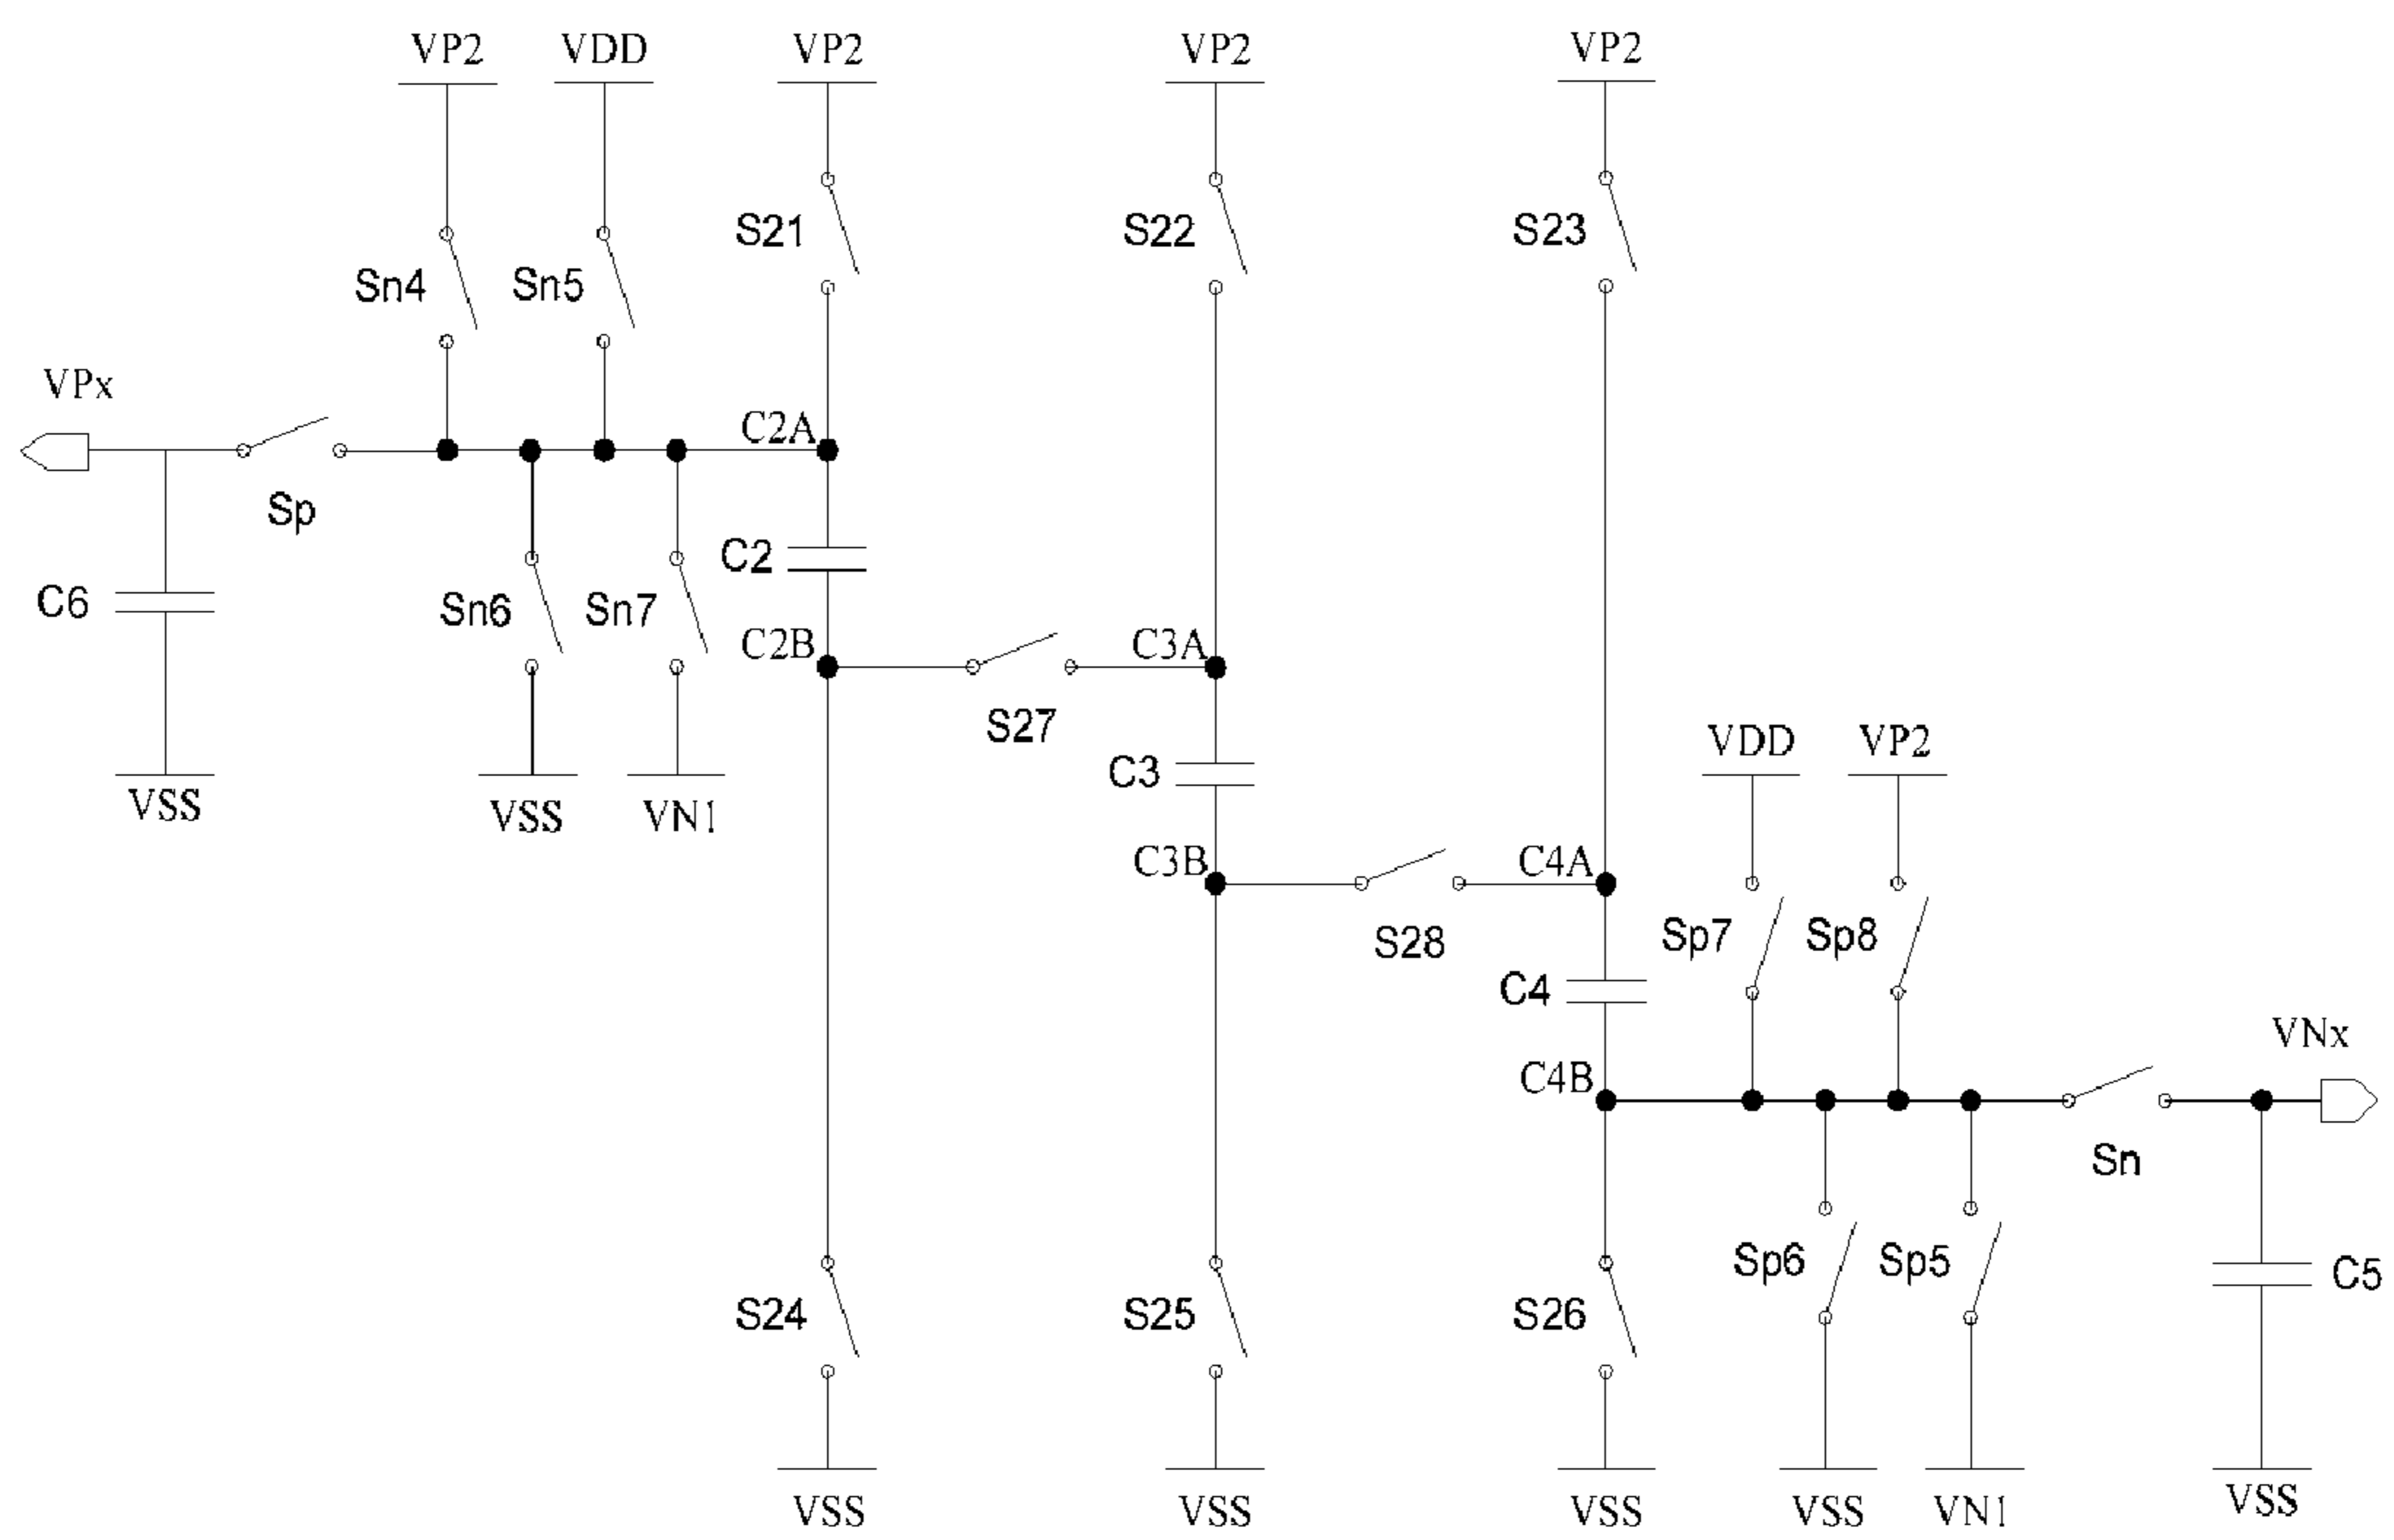 VP2 VDD VP2 VP2 VP2
S21 S22 S23
Sn4 Sn5
VPx
C2A
Sp
C2
C6 Sn6 Sn7
C2B C3A
S27
VDD VP2
C3
VSS VSS VN1
C3B C4A
Sp7 Sp8
S28
C4
VNx
C4B
Sn
Sp6 Sp5 C5
S24 S25 S26
VSS VSS VSS VSS VN1 VSS